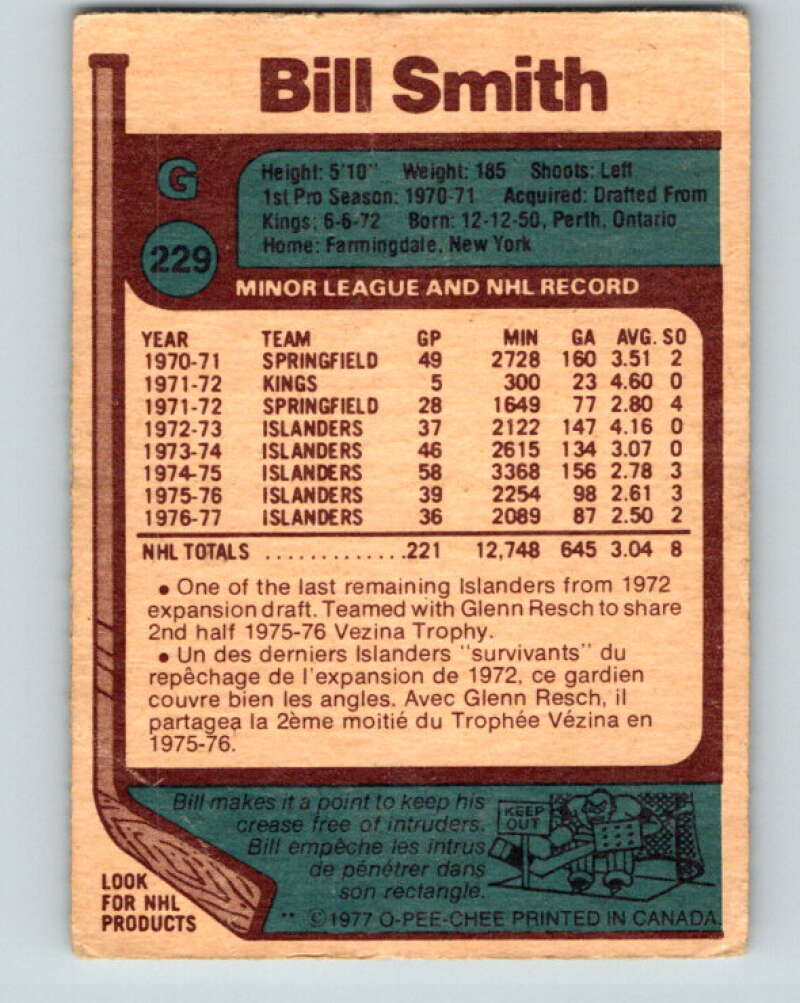 Bill Smith
G
229
Height: 5'10" Weight: 185 Shoots: Left
1st Pro Season: 1970-71 Acquired: Drafted From
Kings; 6-6-72 Born: 12-12-50, Perth, Ontario
Home: Farmingdale, New York
MINOR LEAGUE AND NHL RECORD
YEAR TEAM GP MIN GA AVG. SO
1970-71 SPRINGFIELD 49 2728 160 3.51 2
1971-72 KINGS 5 300 23 4.60 0
1971-72 SPRINGFIELD 28 1649 77 2.80 4
1972-73 ISLANDERS 37 2122 147 4.16 0
1973-74 ISLANDERS 46 2615 134 3.07 0
1974-75 ISLANDERS 58 3368 156 2.78 3
1975-76 ISLANDERS 39 2254 98 2.61 3
1976-77 ISLANDERS 36 2089 87 2.50 2
NHL TOTALS ..............221 12,748 645 3.04 8
• One of the last remaining Islanders from 1972
expansion draft. Teamed with Glenn Resch to share
2nd half 1975-76 Vezina Trophy.
• Un des derniers Islanders "survivants" du
repêchage de l'expansion de 1972, ce gardien
couvre bien les angles. Avec Glenn Resch, il
partagea la 2ème moitié du Trophée Vézina en
1975-76.
Bill makes it a point to keep his
crease free of intruders.
Bill empêche les intrus
de pénétrer dans
son rectangle.
KEEP
OUT
LOOK
FOR NHL
PRODUCTS
** ©1977 O-PEE-CHEE PRINTED IN CANADA.